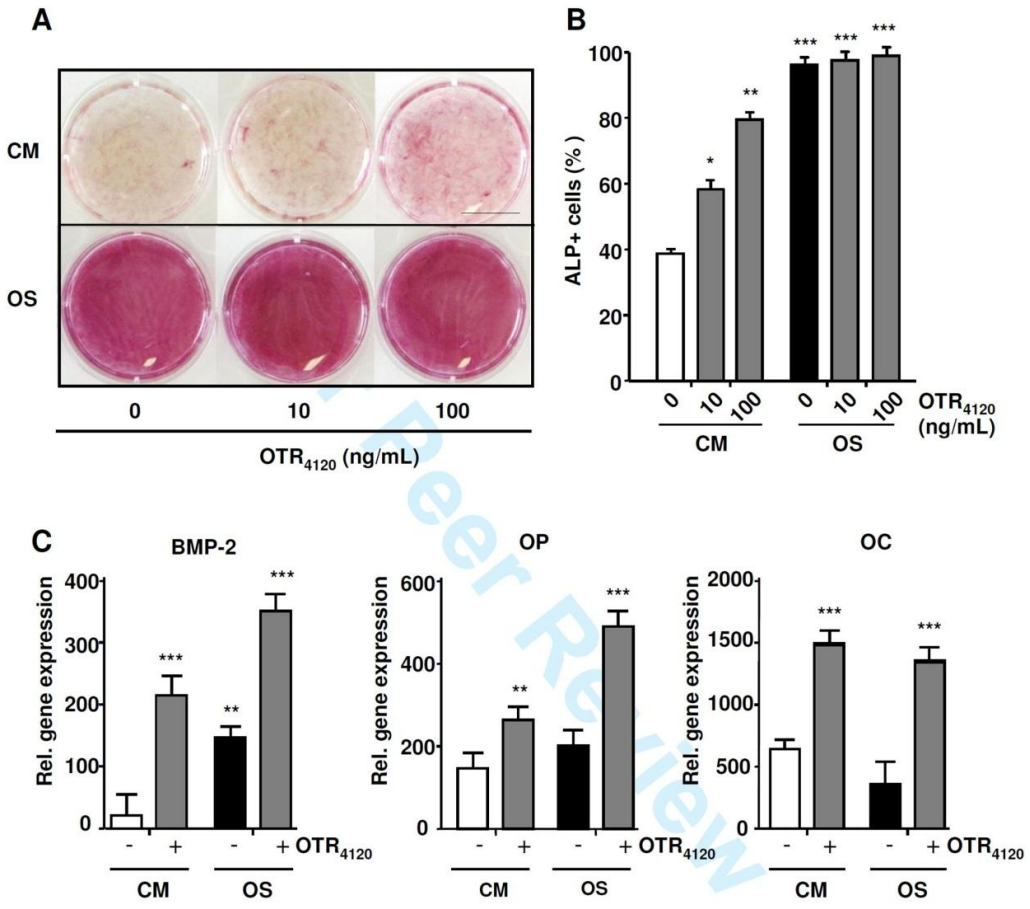 A
CM
OS
0 10 100
OTR4120 (ng/mL)
B
ALP+ cells (%)
100
80
60
40
20
0
*
**
***
***
***
0 10 100 0 10 100
CM OS
OTR4120
(ng/mL)
C
BMP-2
Rel. gene expression
400
300
200
100
0
***
**
***
- + - + OTR4120
CM OS
OP
Rel. gene expression
600
400
200
0
**
***
- + - + OTR4120
CM OS
OC
Rel. gene expression
2000
1500
1000
500
0
***
***
- + - + OTR4120
CM OS
Peer Review